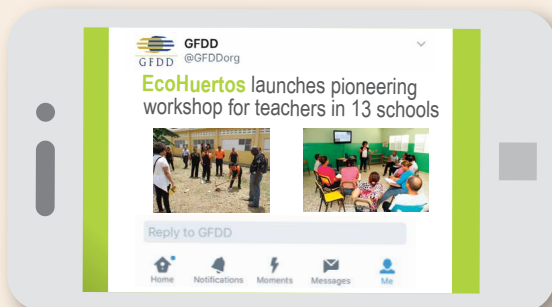 GFDD
@GFDDorg
GFDD
EcoHuertos launches pioneering
workshop for teachers in 13 schools
Reply to GFDD
Home Notifications Moments Messages Me